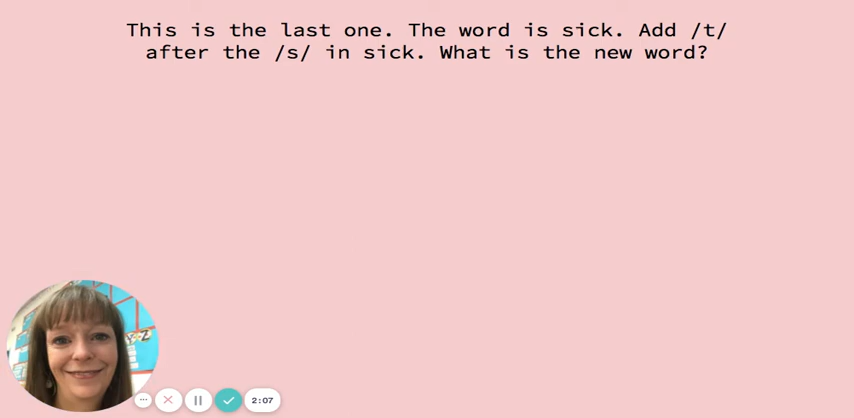 This is the last one. The word is sick. Add /t/
after the /s/ in sick. What is the new word?
2:07